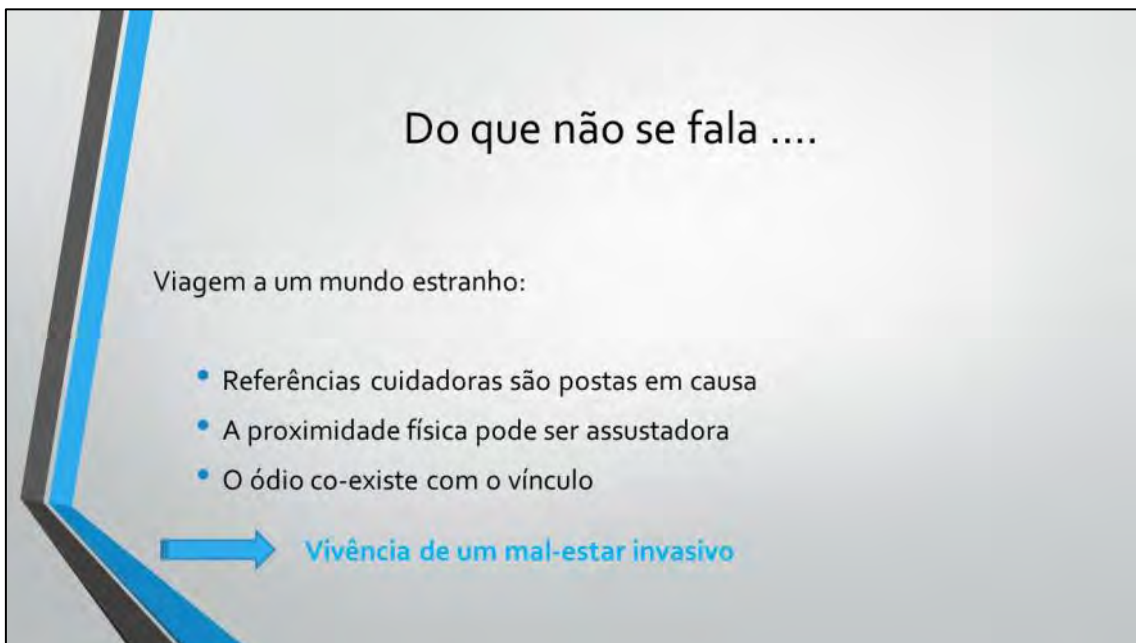 Do que não se fala ....
Viagem a um mundo estranho:
• Referências cuidadoras são postas em causa
• A proximidade física pode ser assustadora
• O ódio co-existe com o vínculo
Vivência de um mal-estar invasivo